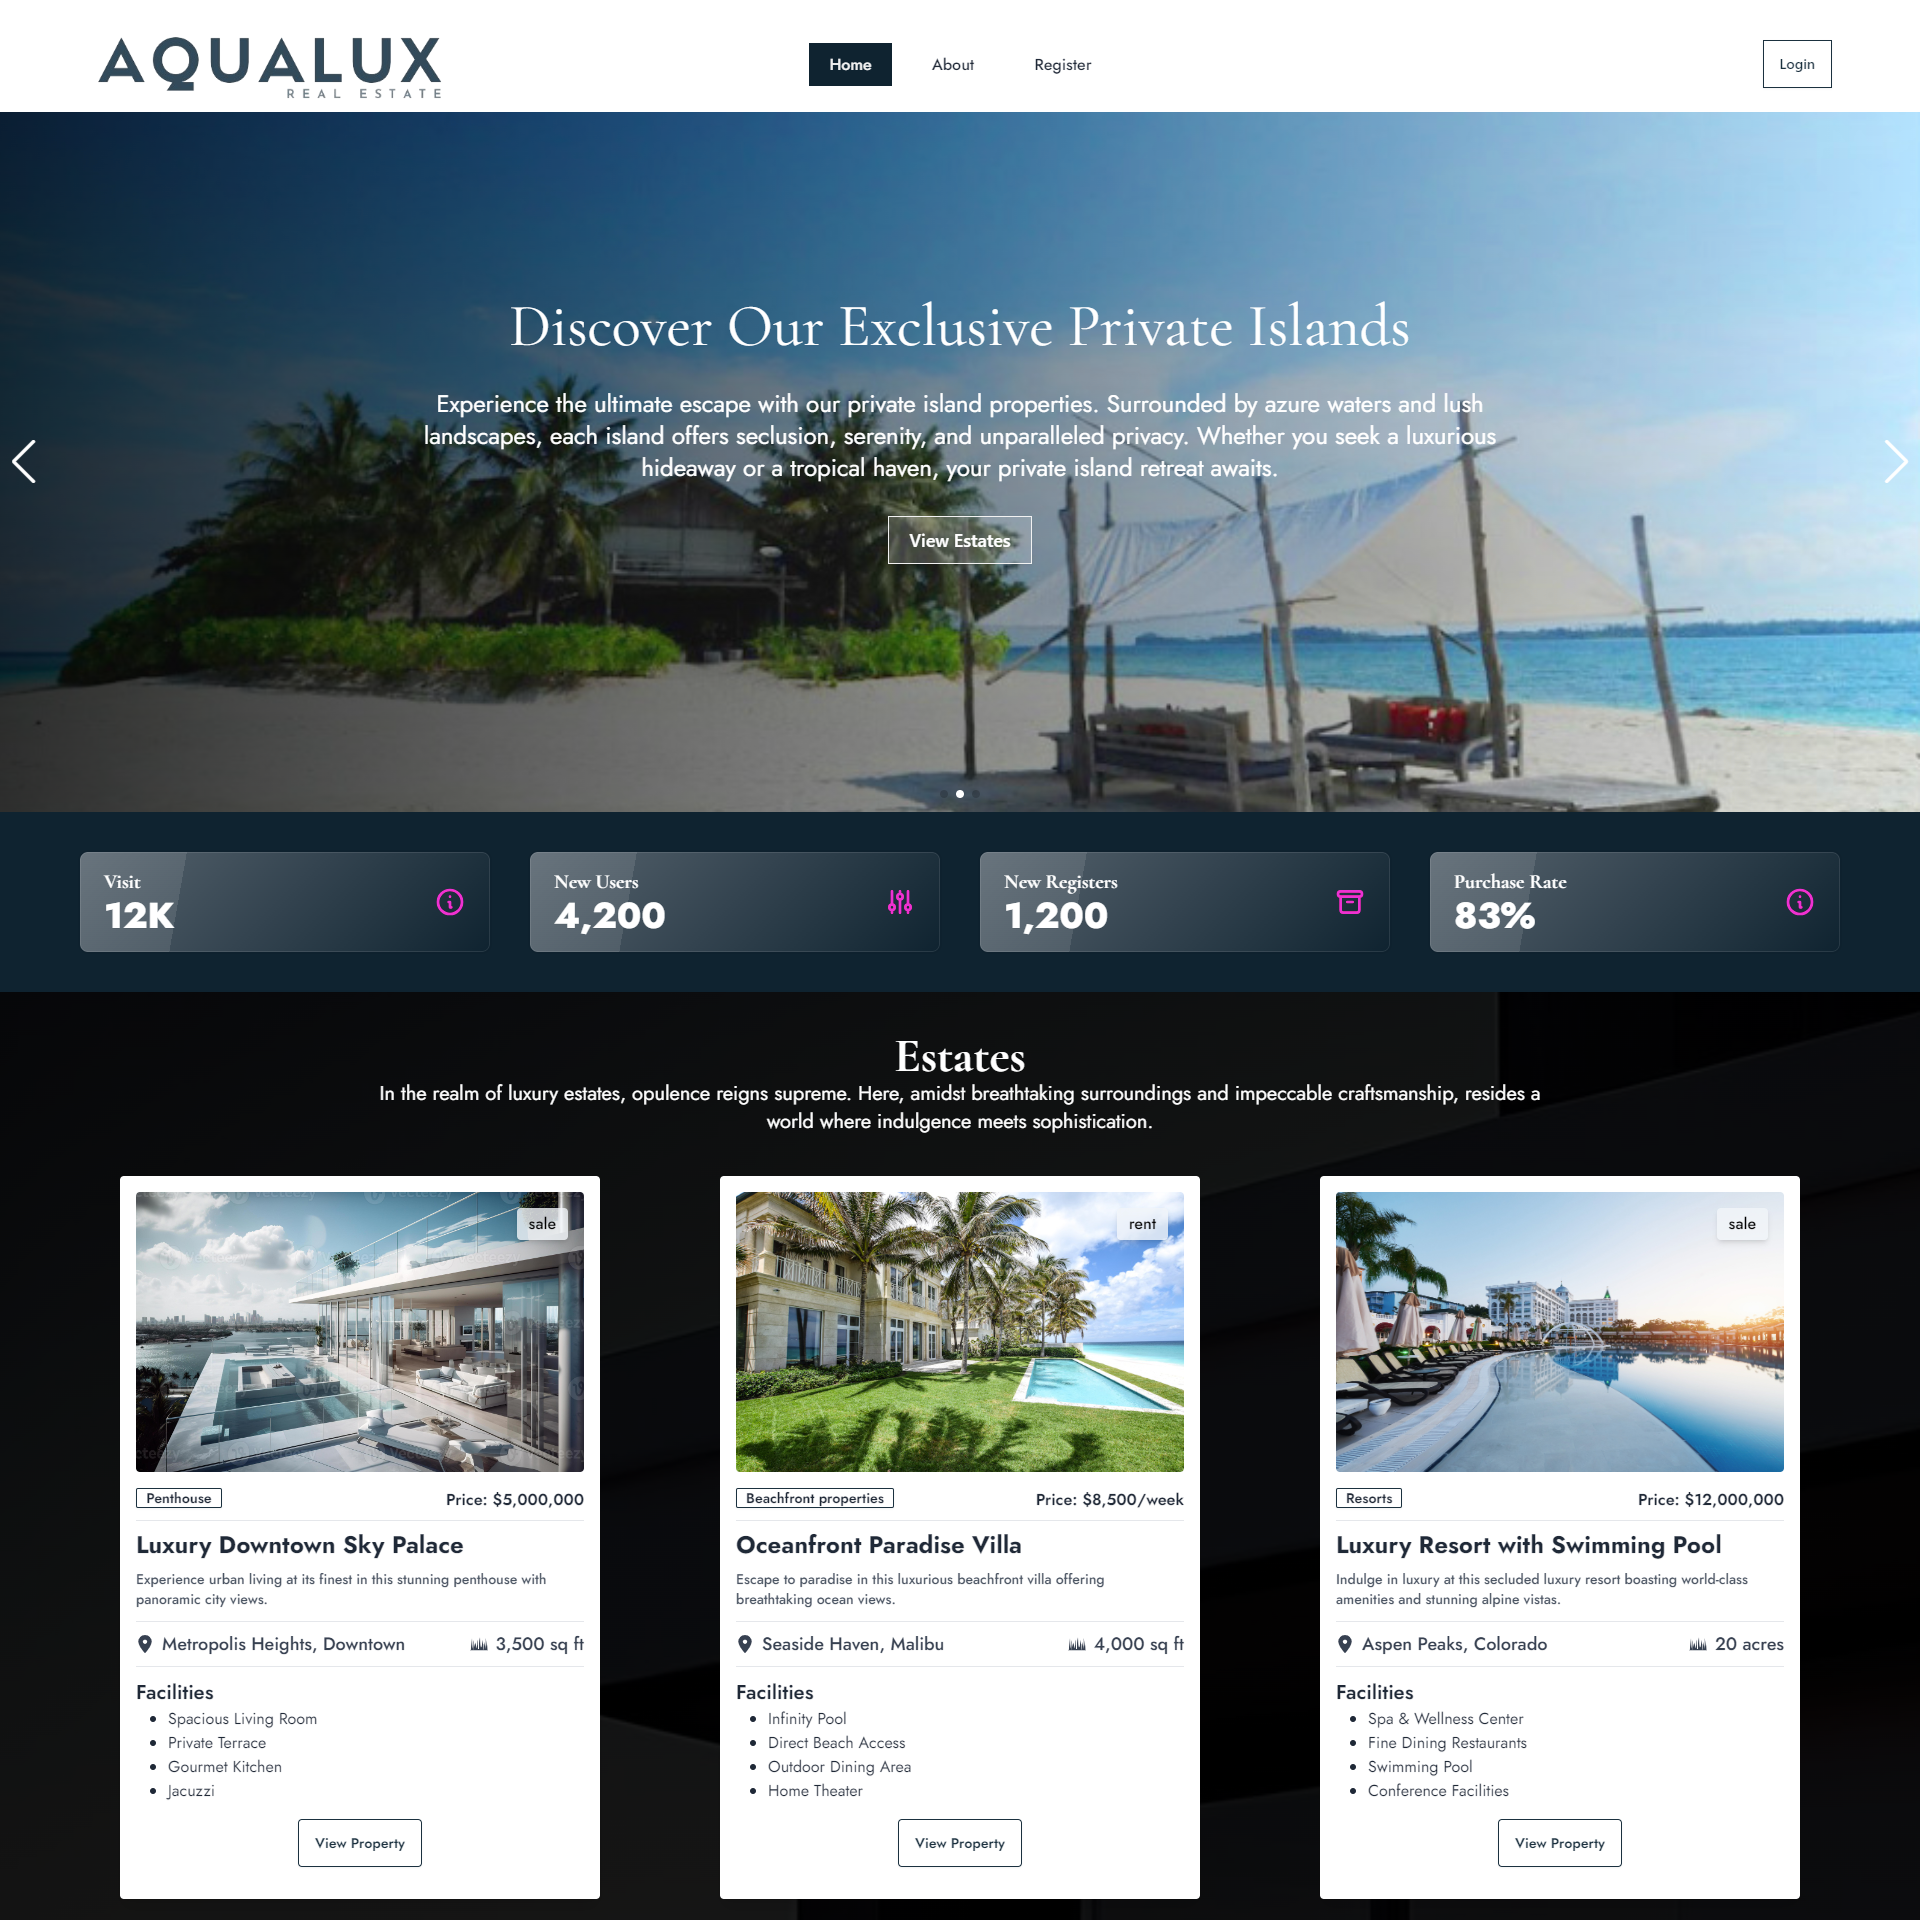 AQUALUX
REAL ESTATE
Home
About
Register
Login
Discover Our Exclusive Private Islands
Experience the ultimate escape with our private island properties. Surrounded by azure waters and lush
landscapes, each island offers seclusion, serenity, and unparalleled privacy. Whether you seek a luxurious
hideaway or a tropical haven, your private island retreat awaits.
View Estates
Visit
12K
New Users
4,200
New Registers
1,200
Purchase Rate
83%
Estates
In the realm of luxury estates, opulence reigns supreme. Here, amidst breathtaking surroundings and impeccable craftsmanship, resides a
world where indulgence meets sophistication.
sale
Penthouse
Price: $5,000,000
Luxury Downtown Sky Palace
Experience urban living at its finest in this stunning penthouse with
panoramic city views.
Metropolis Heights, Downtown
3,500 sq ft
Facilities
Spacious Living Room
Private Terrace
Gourmet Kitchen
Jacuzzi
View Property
rent
Beachfront properties
Price: $8,500/week
Oceanfront Paradise Villa
Escape to paradise in this luxurious beachfront villa offering
breathtaking ocean views.
Seaside Haven, Malibu
4,000 sq ft
Facilities
Infinity Pool
Direct Beach Access
Outdoor Dining Area
Home Theater
View Property
sale
Resorts
Price: $12,000,000
Luxury Resort with Swimming Pool
Indulge in luxury at this secluded luxury resort boasting world-class
amenities and stunning alpine vistas.
Aspen Peaks, Colorado
20 acres
Facilities
Spa & Wellness Center
Fine Dining Restaurants
Swimming Pool
Conference Facilities
View Property